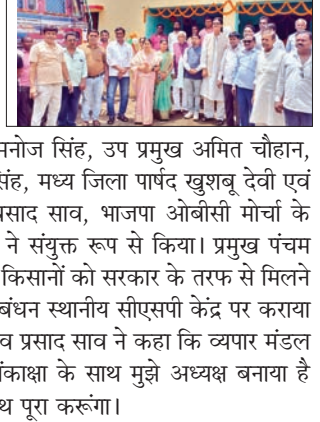 मनोज सिंह, उप प्रमुख अमित चौहान,
सिंह, मध्य जिला पार्षद खुशबू देवी एवं
प्रसाद साव, भाजपा ओबीसी मोर्चा के
ने संयुक्त रूप से किया। प्रमुख पंचम
किसानों को सरकार के तरफ से मिलने
बंधन स्थानीय सीएसपी केंद्र पर कराया
व प्रसाद साव ने कहा कि व्यपार मंडल
कांक्षा के साथ मुझे अध्यक्ष बनाया है
थ पूरा करूंगा।